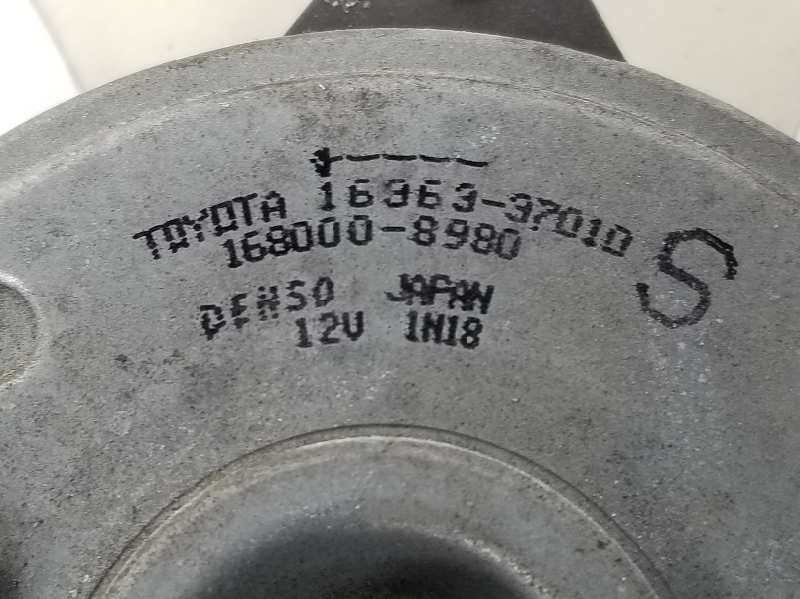 TOYOTA 16363-37010
168000-8980
S
DENSO JAPAN
12V 1N18